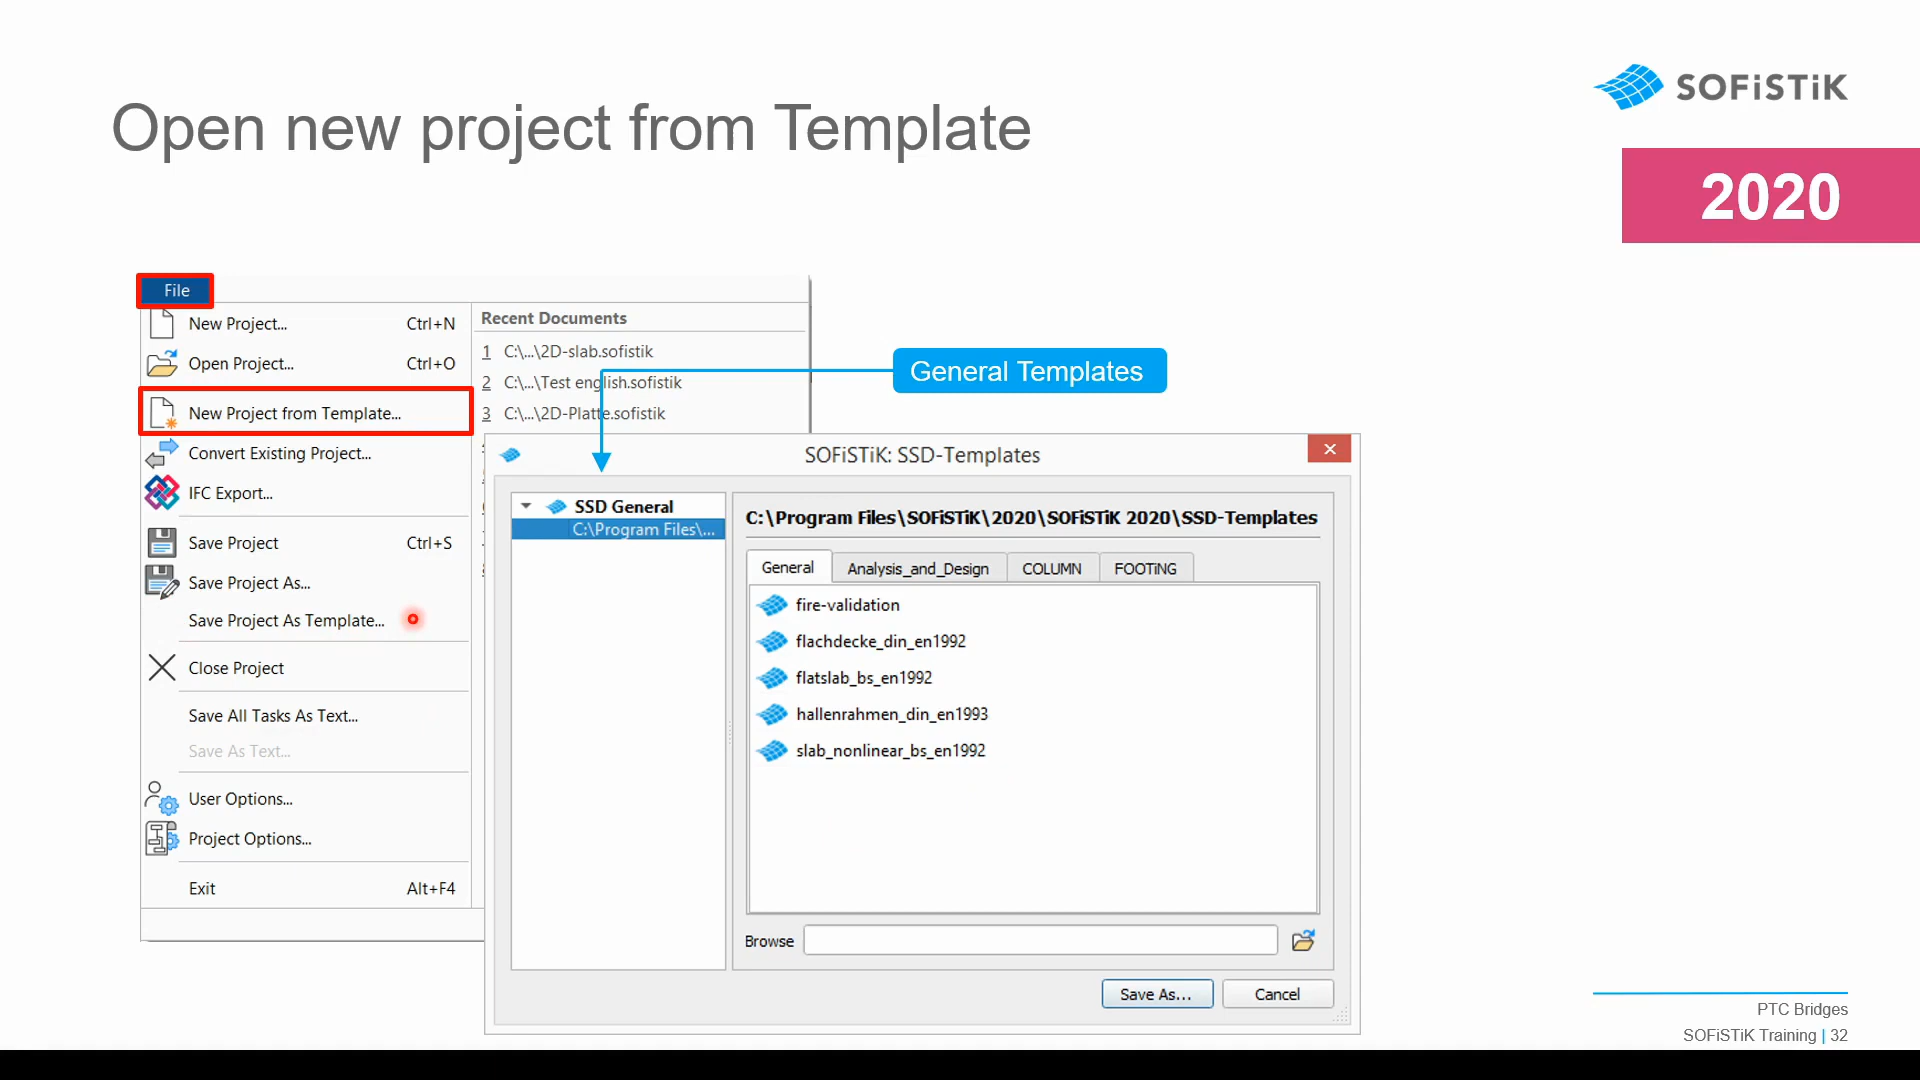 SOFiSTiK
Open new project from Template
2020
File
New Project... Ctrl+N
Open Project... Ctrl+O
New Project from Template...
Convert Existing Project...
IFC Export...
Save Project Ctrl+S
Save Project As...
Save Project As Template...
Close Project
Save All Tasks As Text...
Save As Text...
User Options...
Project Options...
Exit Alt+F4
Recent Documents
1 C:\...\2D-slab.sofistik
2 C:\...\Test english.sofistik
3 C:\...\2D-Platte.sofistik
General Templates
SOFiSTiK: SSD-Templates
SSD General
C:\Program Files\...
C:\Program Files\SOFiSTiK\2020\SOFiSTiK 2020\SSD-Templates
General Analysis_and_Design COLUMN FOOTiNG
fire-validation
flachdecke_din_en1992
flatslab_bs_en1992
hallenrahmen_din_en1993
slab_nonlinear_bs_en1992
Browse
Save As... Cancel
PTC Bridges
SOFiSTiK Training | 32